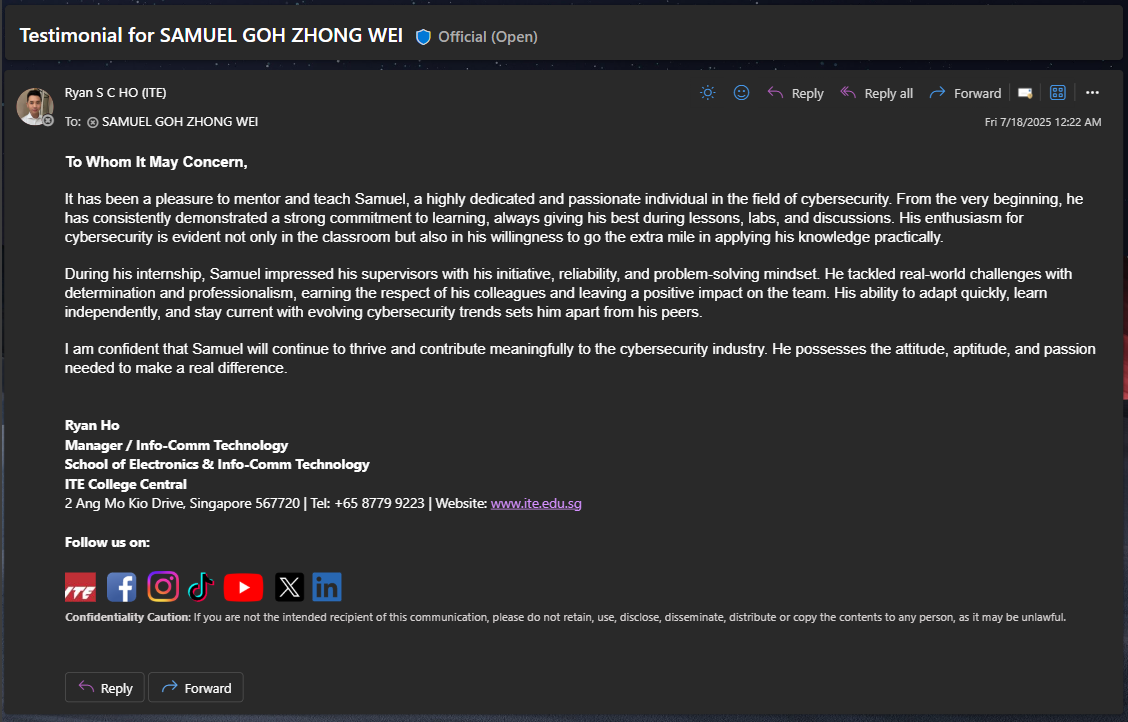 Testimonial for SAMUEL GOH ZHONG WEI Official (Open)
Ryan S C HO (ITE)
Reply Reply all Forward
To: SAMUEL GOH ZHONG WEI
Fri 7/18/2025 12:22 AM
To Whom It May Concern,
It has been a pleasure to mentor and teach Samuel, a highly dedicated and passionate individual in the field of cybersecurity. From the very beginning, he
has consistently demonstrated a strong commitment to learning, always giving his best during lessons, labs, and discussions. His enthusiasm for
cybersecurity is evident not only in the classroom but also in his willingness to go the extra mile in applying his knowledge practically.
During his internship, Samuel impressed his supervisors with his initiative, reliability, and problem-solving mindset. He tackled real-world challenges with
determination and professionalism, earning the respect of his colleagues and leaving a positive impact on the team. His ability to adapt quickly, learn
independently, and stay current with evolving cybersecurity trends sets him apart from his peers.
I am confident that Samuel will continue to thrive and contribute meaningfully to the cybersecurity industry. He possesses the attitude, aptitude, and passion
needed to make a real difference.
Ryan Ho
Manager / Info-Comm Technology
School of Electronics & Info-Comm Technology
ITE College Central
2 Ang Mo Kio Drive, Singapore 567720 | Tel: +65 8779 9223 | Website: www.ite.edu.sg
Follow us on:
ITE
Confidentiality Caution: If you are not the intended recipient of this communication, please do not retain, use, disclose, disseminate, distribute or copy the contents to any person, as it may be unlawful.
Reply Forward